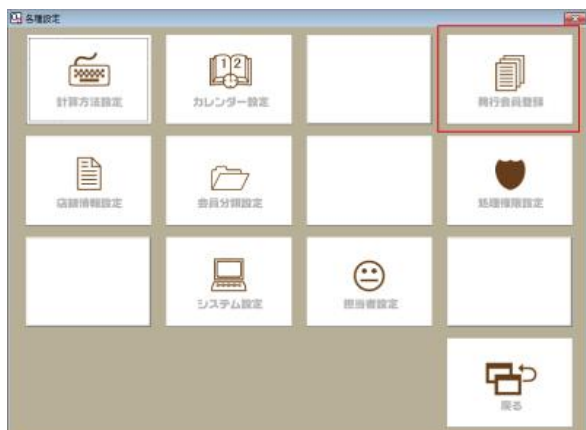 各種設定
計算方法設定
カレンダー設定
発行会員登録
店舗情報設定
会員分類設定
処理権限設定
システム設定
担当者設定
戻る